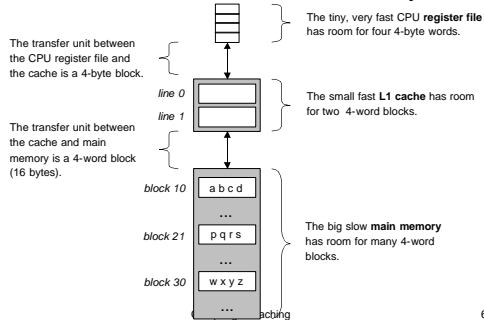 The tiny, very fast CPU register file
has room for four 4-byte words.
The transfer unit between
the CPU register file and
the cache is a 4-byte block.
line 0
line 1
The small fast L1 cache has room
for two 4-word blocks.
The transfer unit between
the cache and main
memory is a 4-word block
(16 bytes).
block 10
a b c d
...
block 21
p q r s
...
block 30
w x y z
...
The big slow main memory
has room for many 4-word
blocks.
6